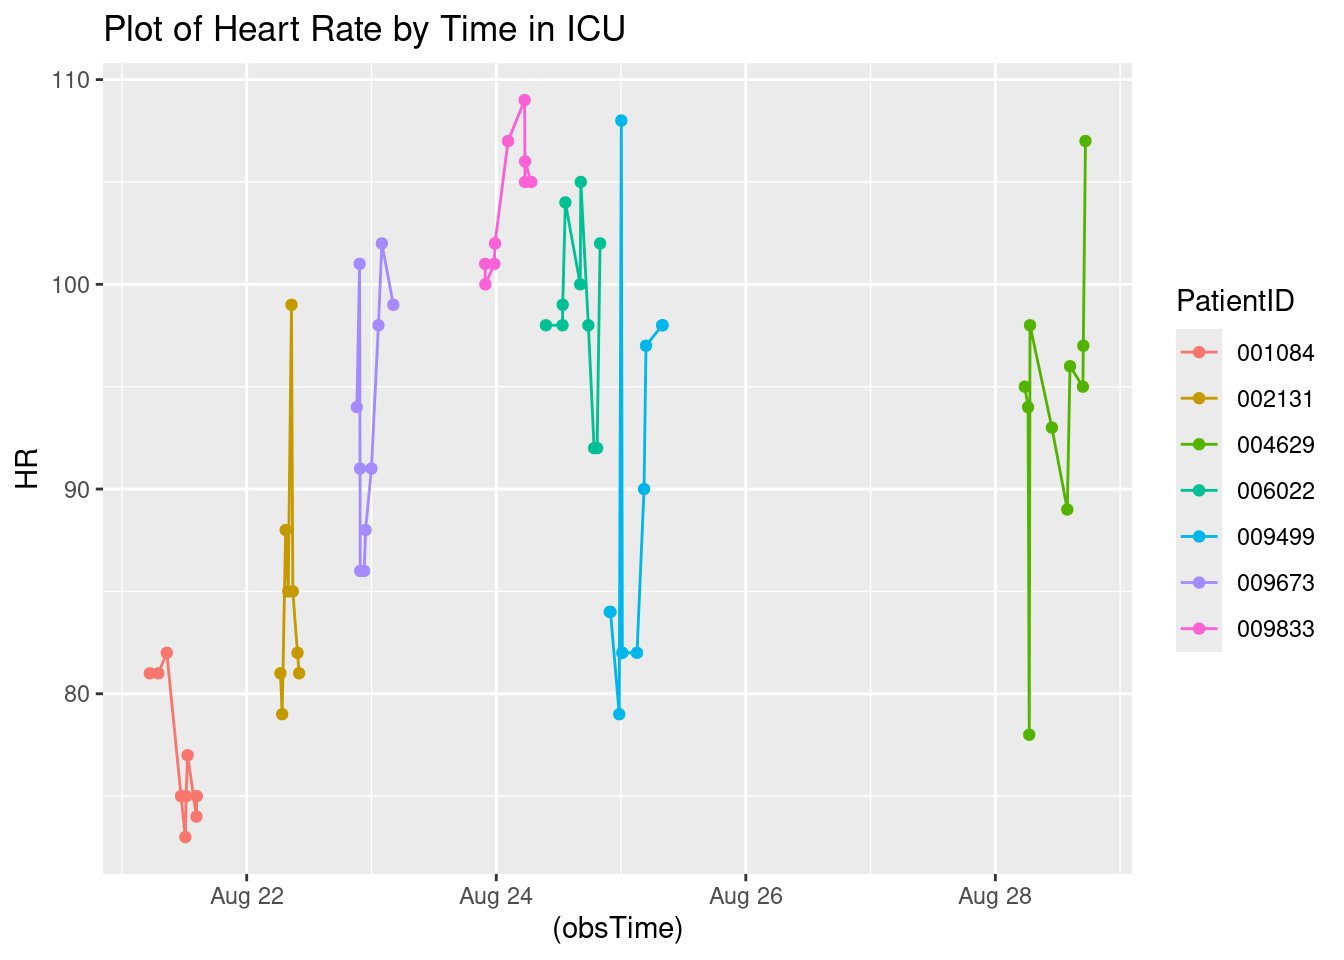 Plot of Heart Rate by Time in ICU
110
100
90
80
HR
Aug 22
Aug 24
Aug 26
Aug 28
(obsTime)
PatientID
001084
002131
004629
006022
009499
009673
009833